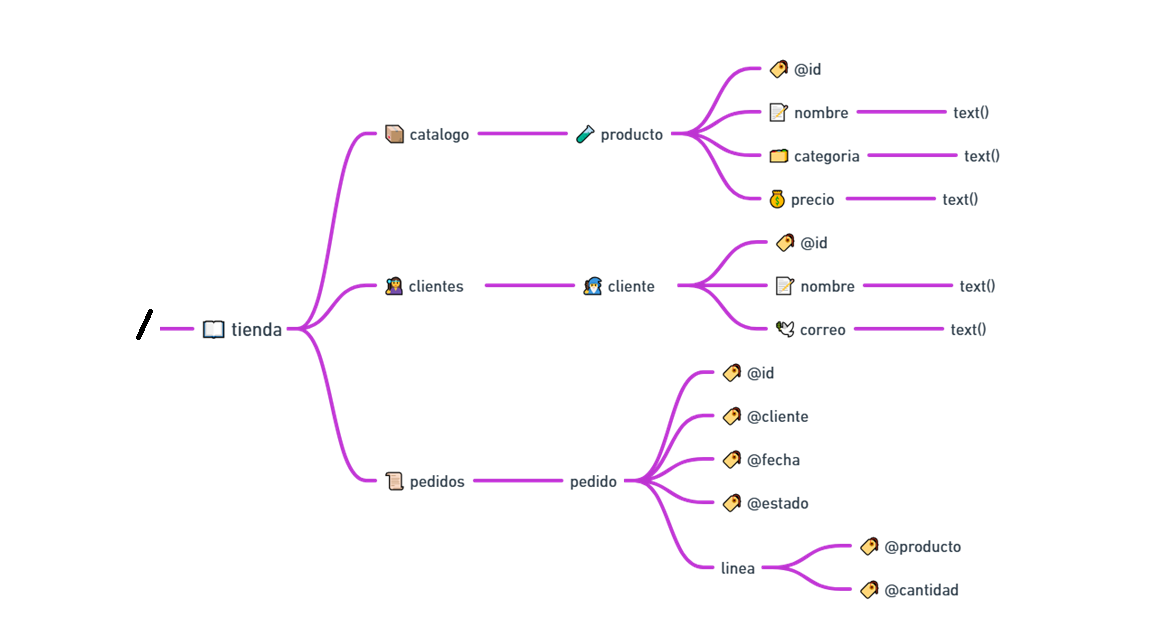 /
tienda
catalogo
producto
@id
nombre
text()
categoria
text()
precio
text()
clientes
cliente
@id
nombre
text()
correo
text()
pedidos
pedido
@id
@cliente
@fecha
@estado
linea
@producto
@cantidad